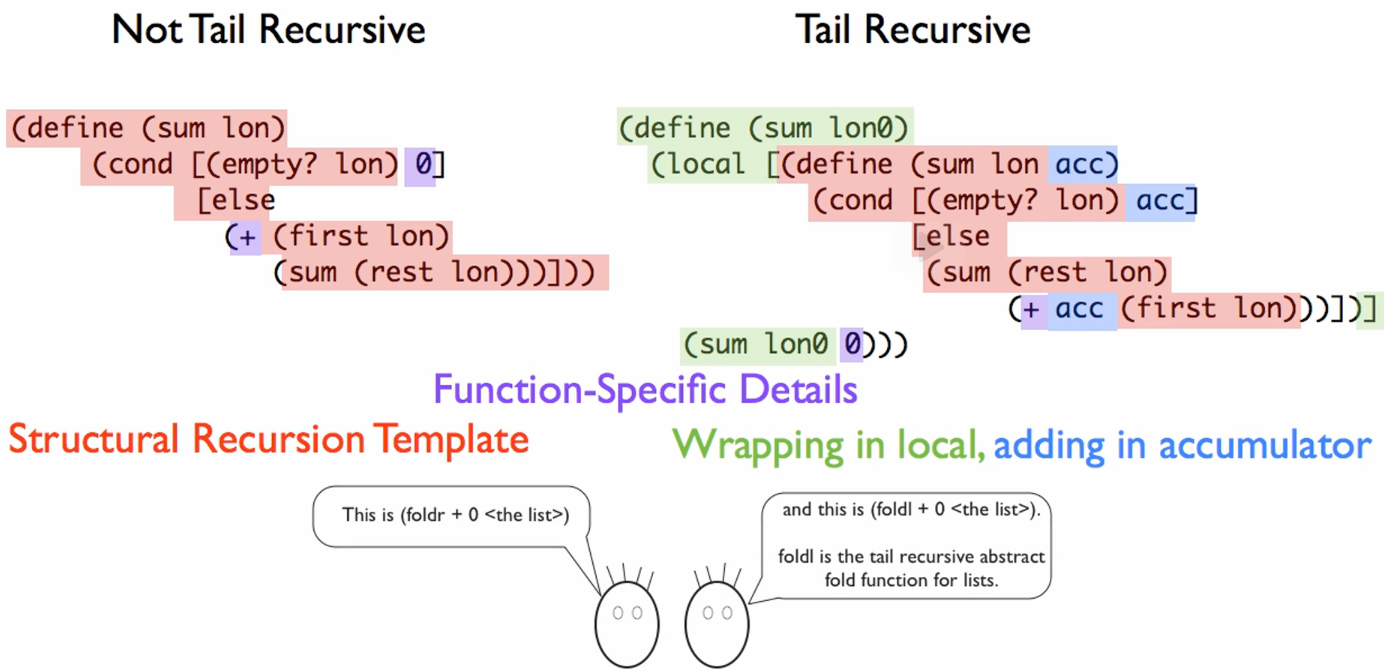 Not Tail Recursive
(define (sum lon)
(cond [(empty? lon) 0]
[else
(+ (first lon)
(sum (rest lon)))]))
Tail Recursive
(define (sum lon0)
(local [(define (sum lon acc)
(cond [(empty? lon) acc]
[else
(sum (rest lon)
(+ acc (first lon)))])]
(sum lon0 0)))
Function-Specific Details
Structural Recursion Template
Wrapping in local, adding in accumulator
This is (foldr + 0 <the list>)
and this is (foldl + 0 <the list>).
foldl is the tail recursive abstract
fold function for lists.